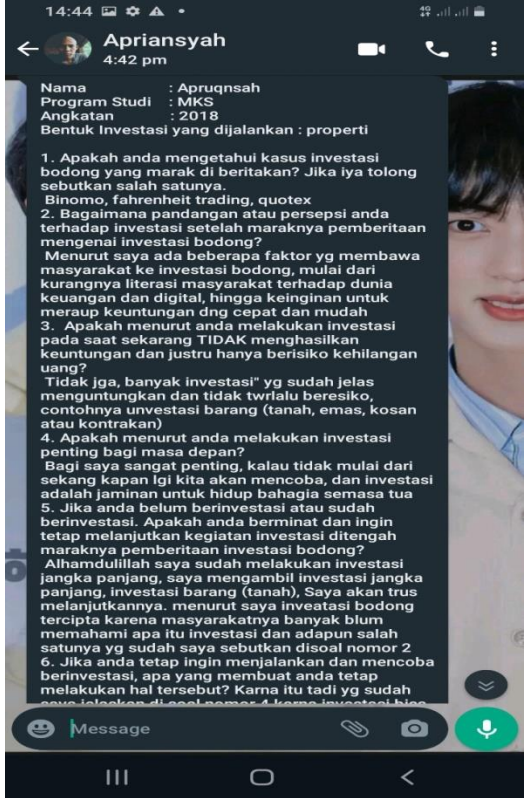 14:44
Apriansyah
4:42 pm
Nama : Apruqnsah
Program Studi : MKS
Angkatan : 2018
Bentuk Investasi yang dijalankan : properti
1. Apakah anda mengetahui kasus investasi
bodong yang marak di beritakan? Jika iya tolong
sebutkan salah satunya.
Binomo, fahrenheit trading, quotex
2. Bagaimana pandangan atau persepsi anda
terhadap investasi setelah maraknya pemberitaan
mengenai investasi bodong?
Menurut saya ada beberapa faktor yg membawa
masyarakat ke investasi bodong, mulai dari
kurangnya literasi masyarakat terhadap dunia
keuangan dan digital, hingga keinginan untuk
meraup keuntungan dng cepat dan mudah
3. Apakah menurut anda melakukan investasi
pada saat sekarang TIDAK menghasilkan
keuntungan dan justru hanya berisiko kehilangan
uang?
Tidak jga, banyak investasi" yg sudah jelas
menguntungkan dan tidak twrlalu beresiko,
contohnya unvestasi barang (tanah, emas, kosan
atau kontrakan)
4. Apakah menurut anda melakukan investasi
penting bagi masa depan?
Bagi saya sangat penting, kalau tidak mulai dari
sekang kapan lgi kita akan mencoba, dan investasi
adalah jaminan untuk hidup bahagia semasa tua
5. Jika anda belum berinvestasi atau sudah
berinvestasi. Apakah anda berminat dan ingin
tetap melanjutkan kegiatan investasi ditengah
maraknya pemberitaan investasi bodong?
Alhamdulillah saya sudah melakukan investasi
jangka panjang, saya mengambil investasi jangka
panjang, investasi barang (tanah), Saya akan trus
melanjutkannya. menurut saya inveatasi bodong
tercipta karena masyarakatnya banyak blum
memahami apa itu investasi dan adapun salah
satunya yg sudah saya sebutkan disoal nomor 2
6. Jika anda tetap ingin menjalankan dan mencoba
berinvestasi, apa yang membuat anda tetap
melakukan hal tersebut? Karna itu tadi yg sudah
saya jelaskan di soal nomor 4 karna investasi bisa
Message